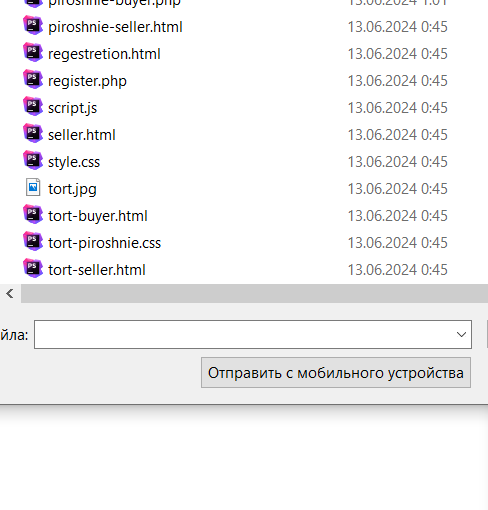 piroshnie-buyer.php 13.06.2024 1:01
piroshnie-seller.html 13.06.2024 0:45
regestretion.html 13.06.2024 0:45
register.php 13.06.2024 0:45
script.js 13.06.2024 0:45
seller.html 13.06.2024 0:45
style.css 13.06.2024 0:45
tort.jpg 13.06.2024 0:45
tort-buyer.html 13.06.2024 0:45
tort-piroshnie.css 13.06.2024 0:45
tort-seller.html 13.06.2024 0:45
йла:
Отправить с мобильного устройства